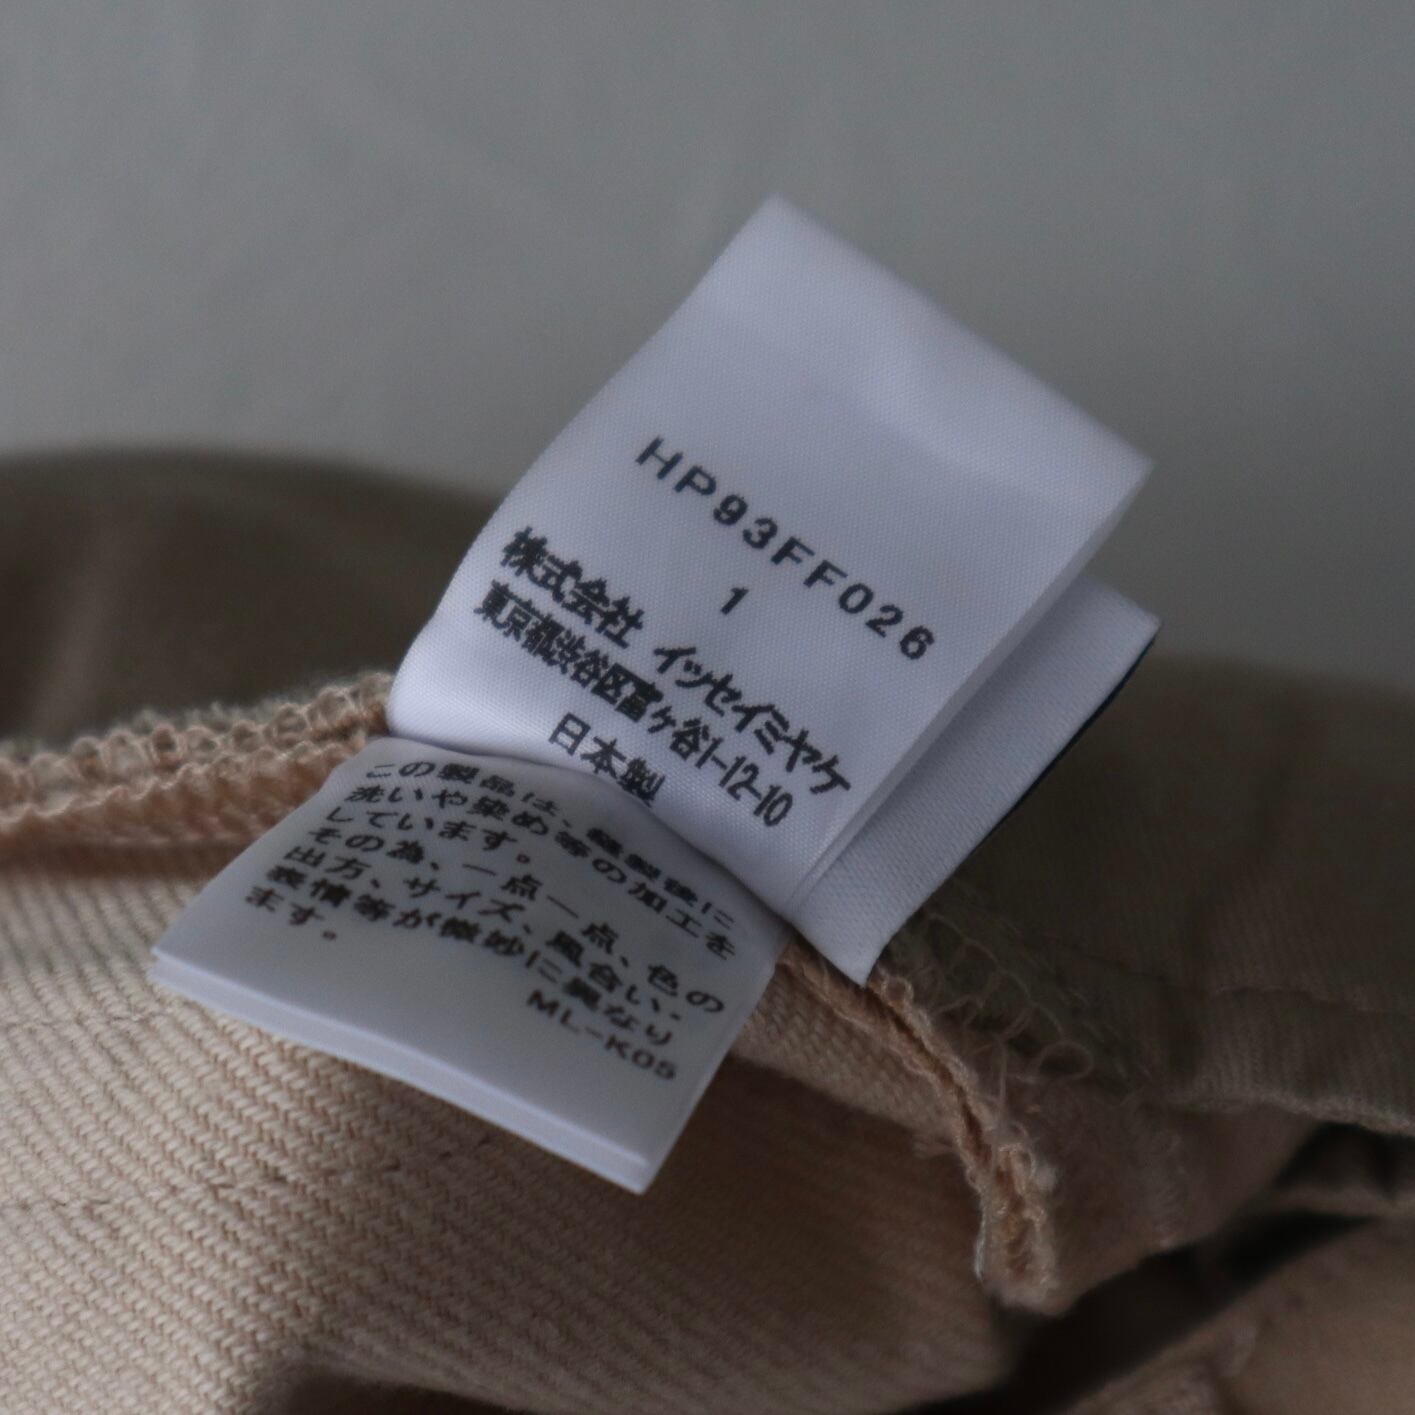 HP93FF026
1
株式会社 イッセイミヤケ
東京都渋谷区富ヶ谷1-12-10
日本製
この製品は、縫製後に
洗いや染め等の加工を
しています。
その為、一点一点、色の
出方、サイズ、風合い、
表情等が微妙に異なり
ます。
ML-K05